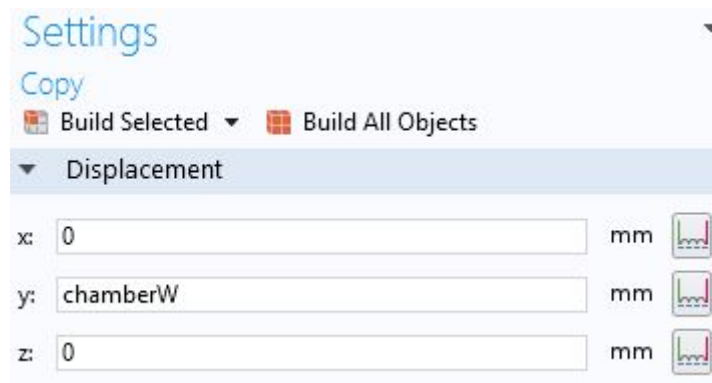 Settings
Copy
Build Selected Build All Objects
Displacement
x: 0 mm
y: chamberW mm
z: 0 mm